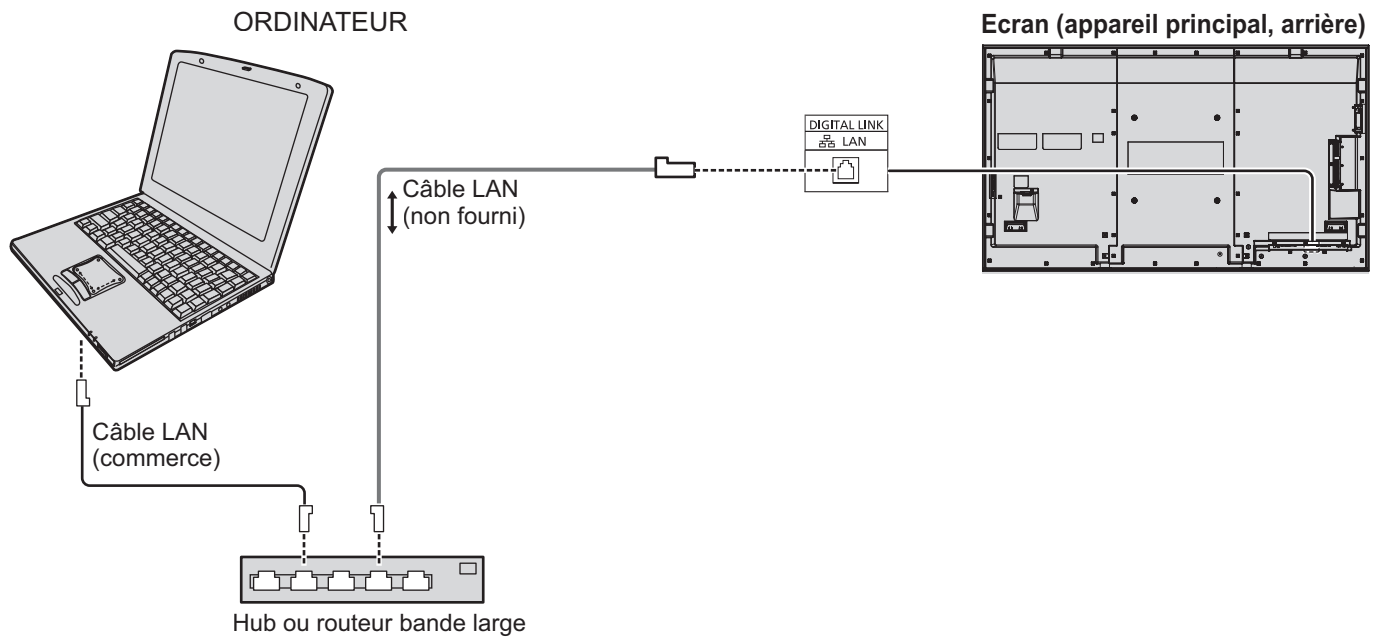 ORDINATEUR
Ecran (appareil principal, arrière)
DIGITAL LINK
LAN
Câble LAN
(non fourni)
Câble LAN
(commerce)
Hub ou routeur bande large